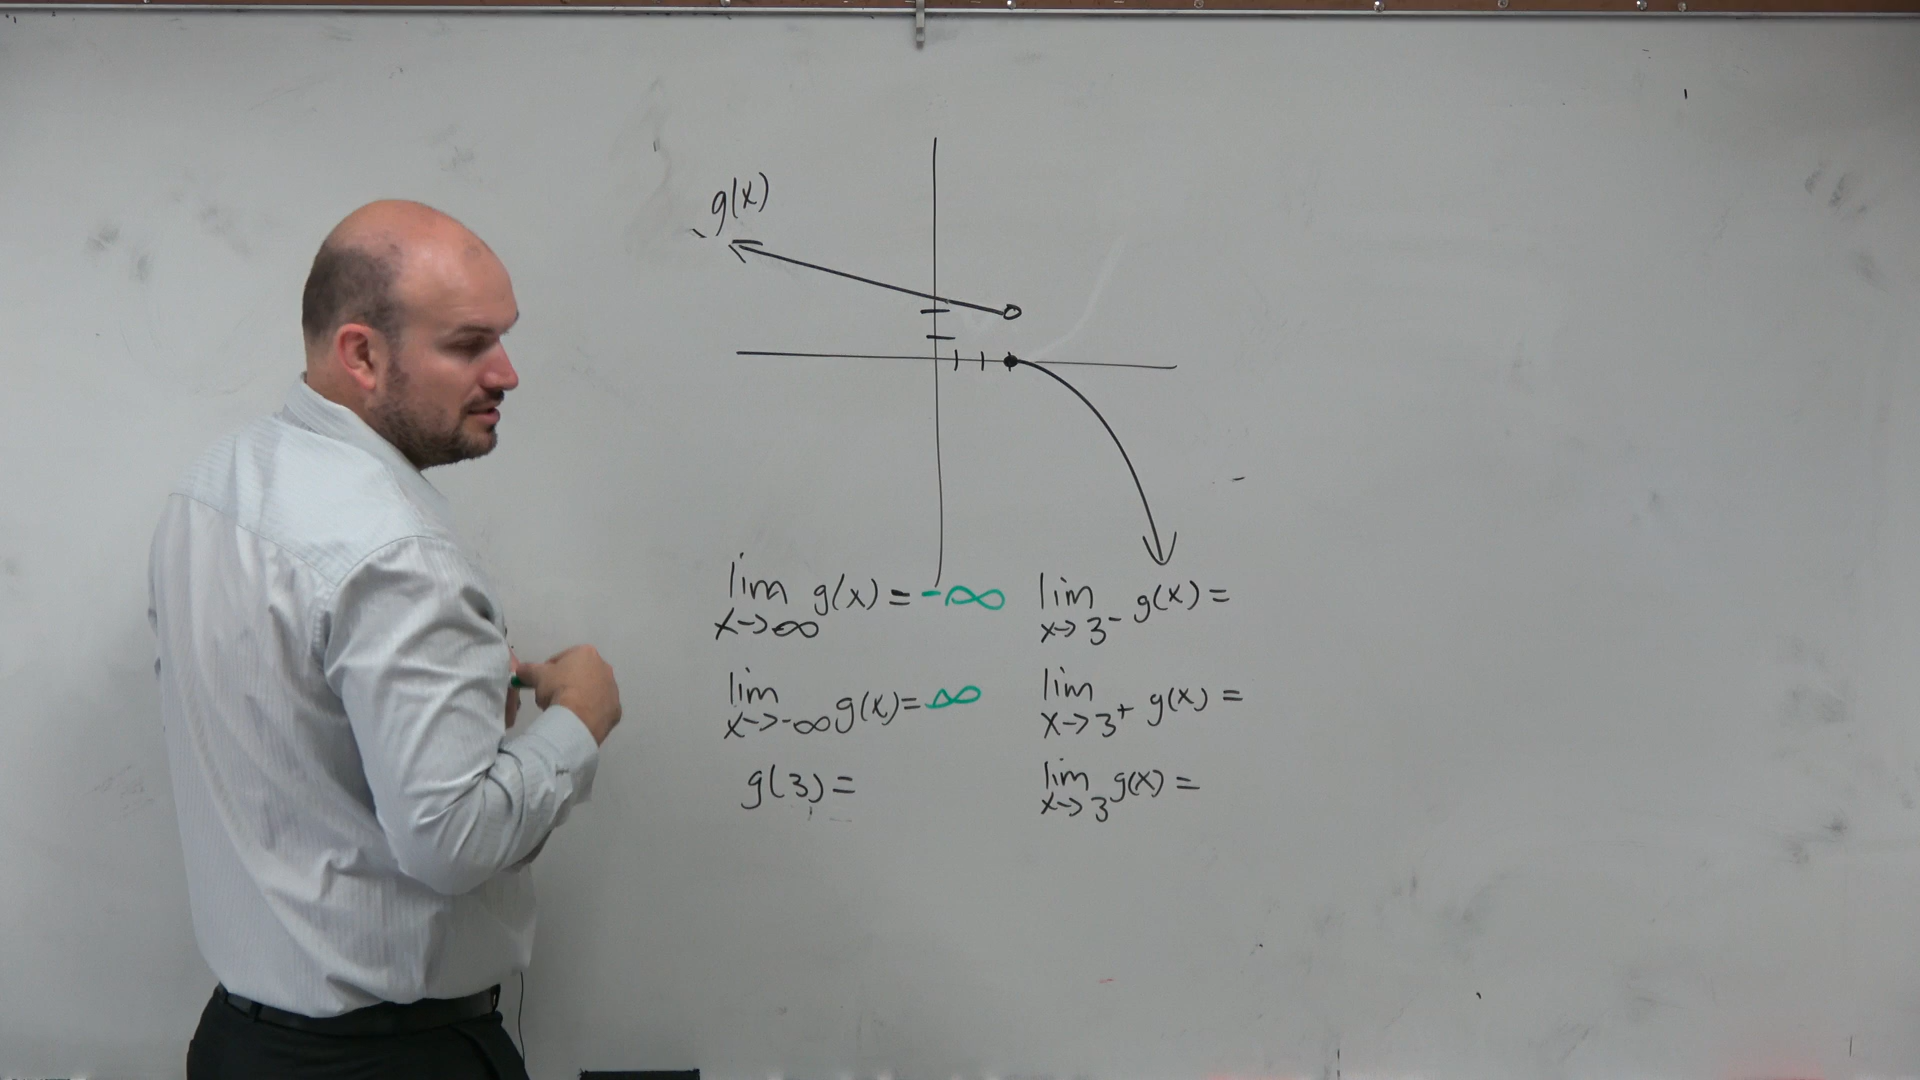 g(x)
lim x→∞ g(x) = -∞
lim x→-∞ g(x) = ∞
g(3) =
lim x→3⁻ g(x) =
lim x→3⁺ g(x) =
lim x→3 g(x) =